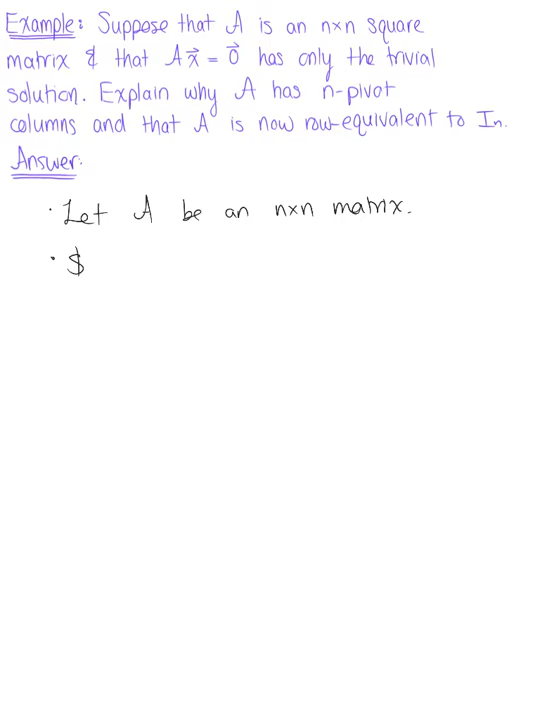 Example: Suppose that A is an n×n square
matrix & that Ax⃗ = 0⃗ has only the trivial
solution. Explain why A has n-pivot
columns and that A is now row-equivalent to In.
Answer:
· Let A be an n×n matrix.
· $